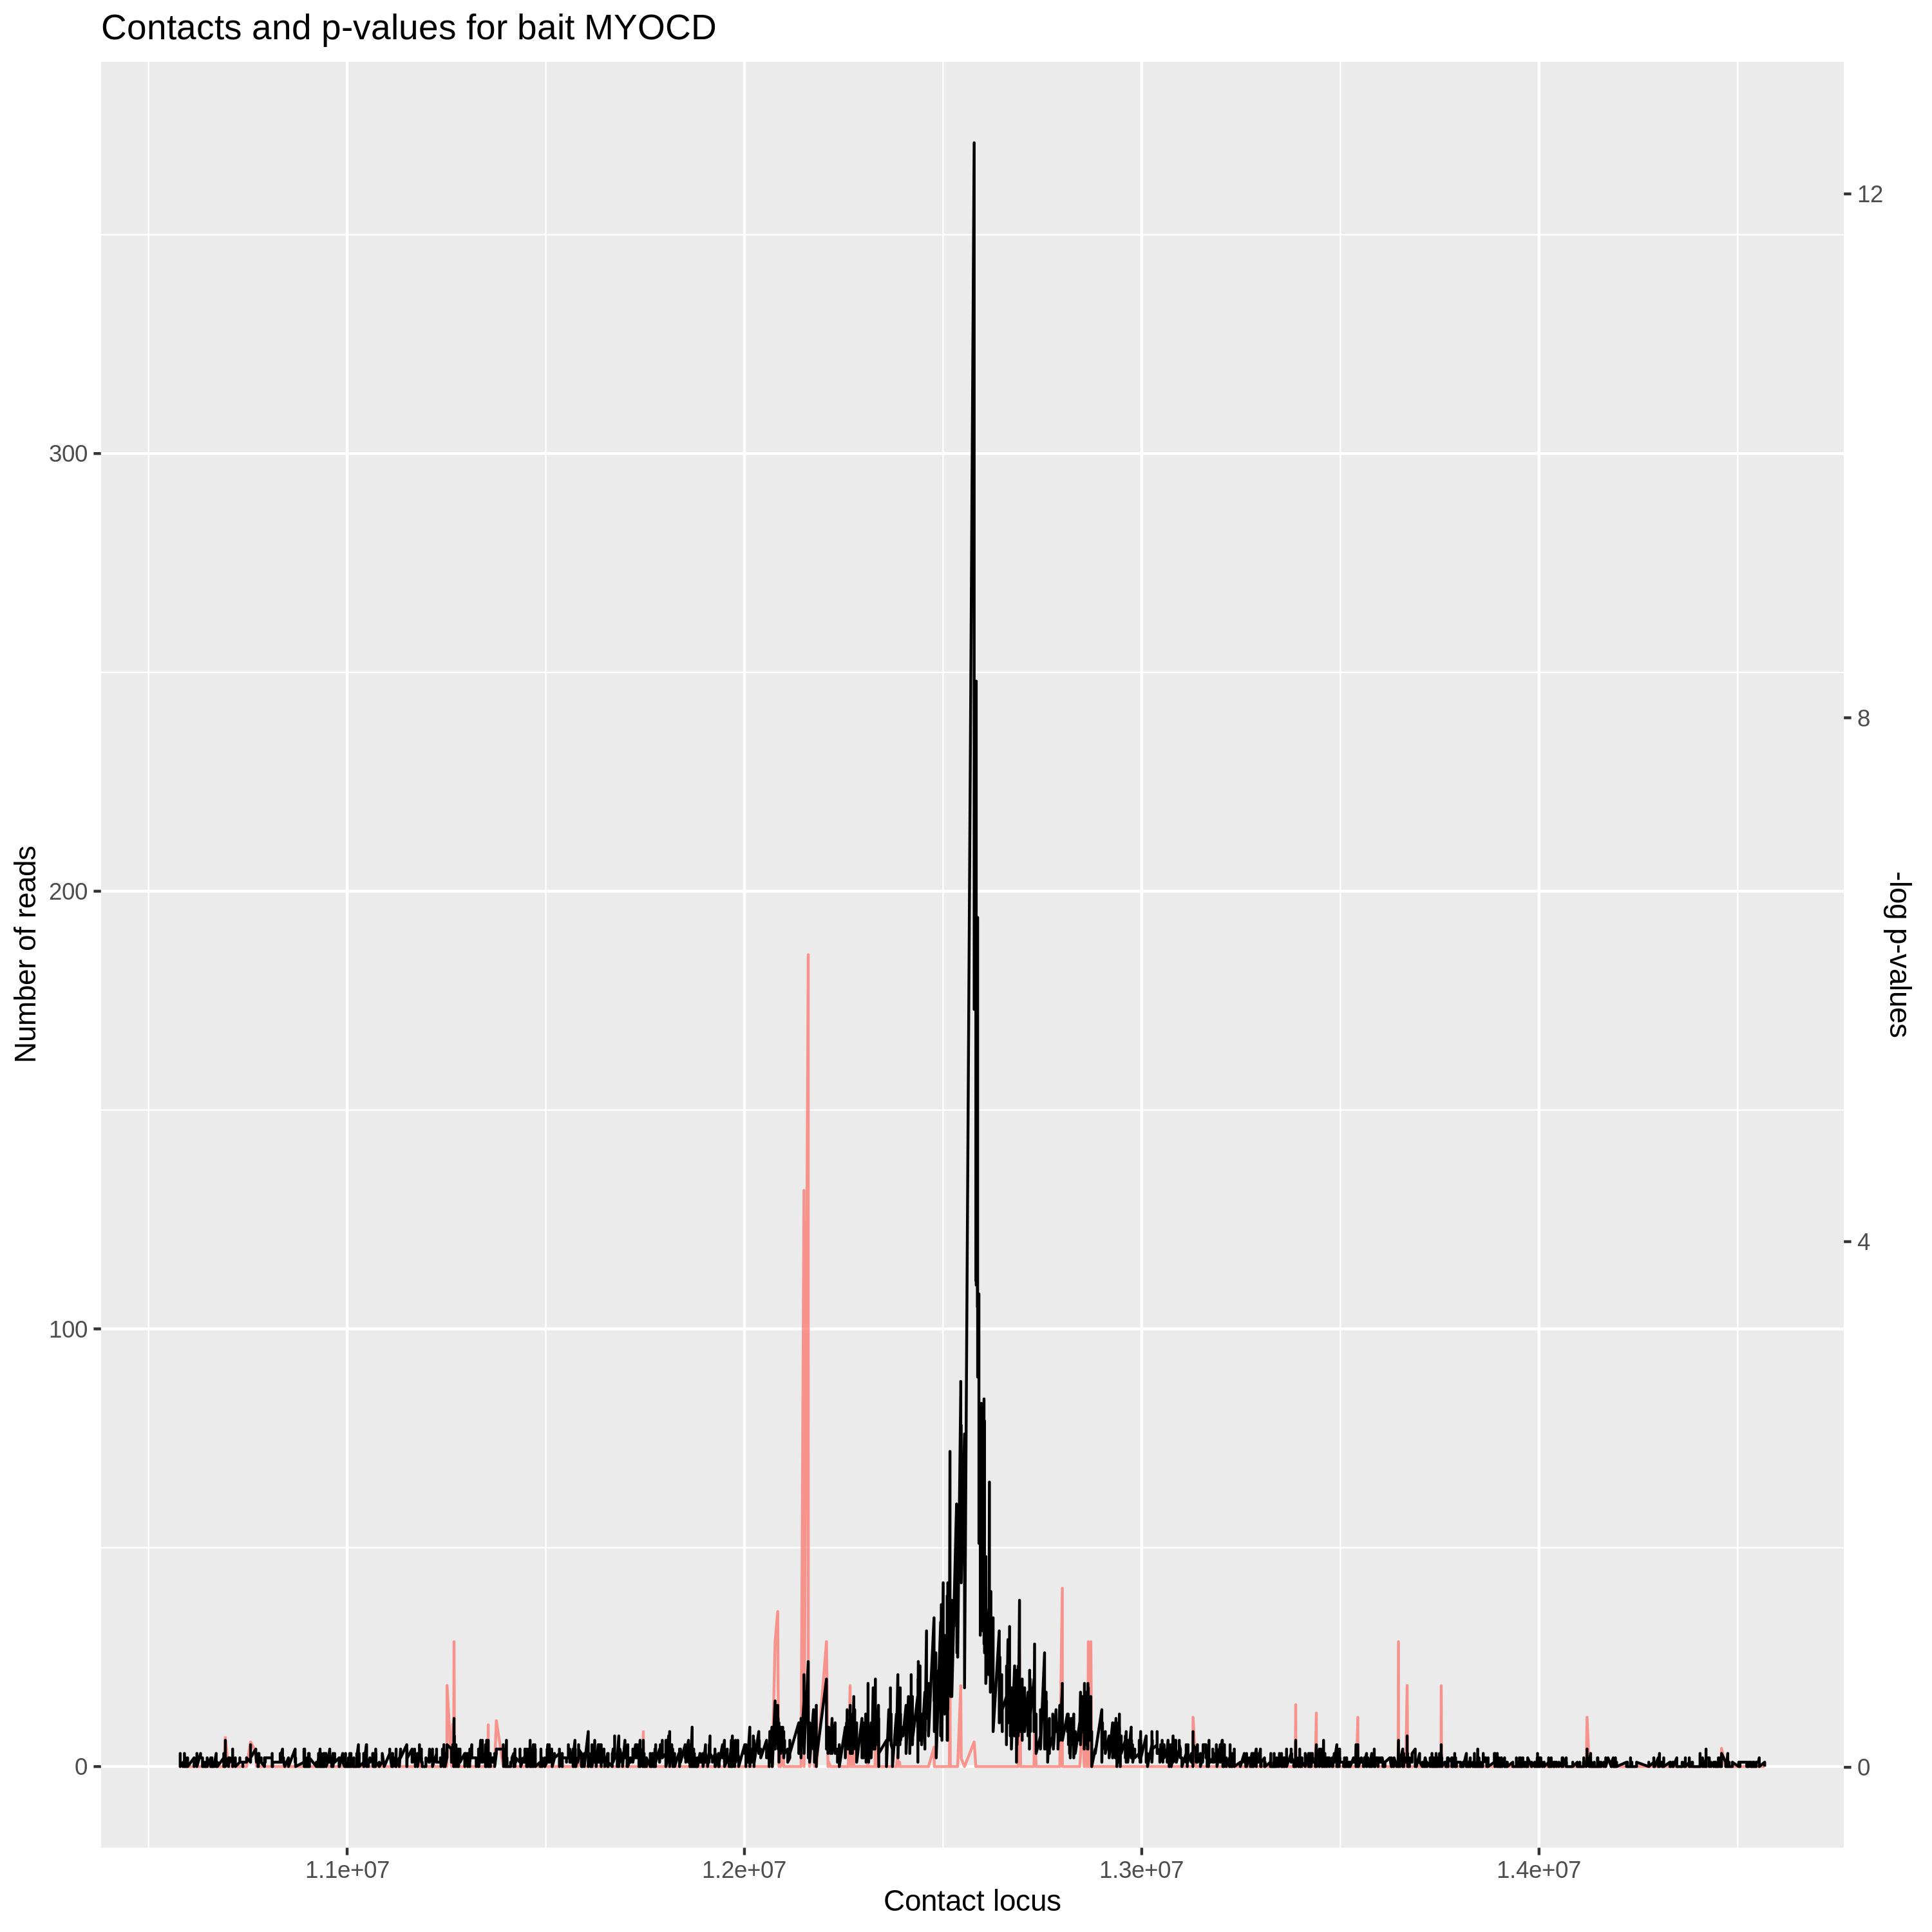 Contacts and p-values for bait MYOCD
12
300
8
200
Number of reads
-log p-values
4
100
0
0
1.1e+07
1.2e+07
1.3e+07
1.4e+07
Contact locus